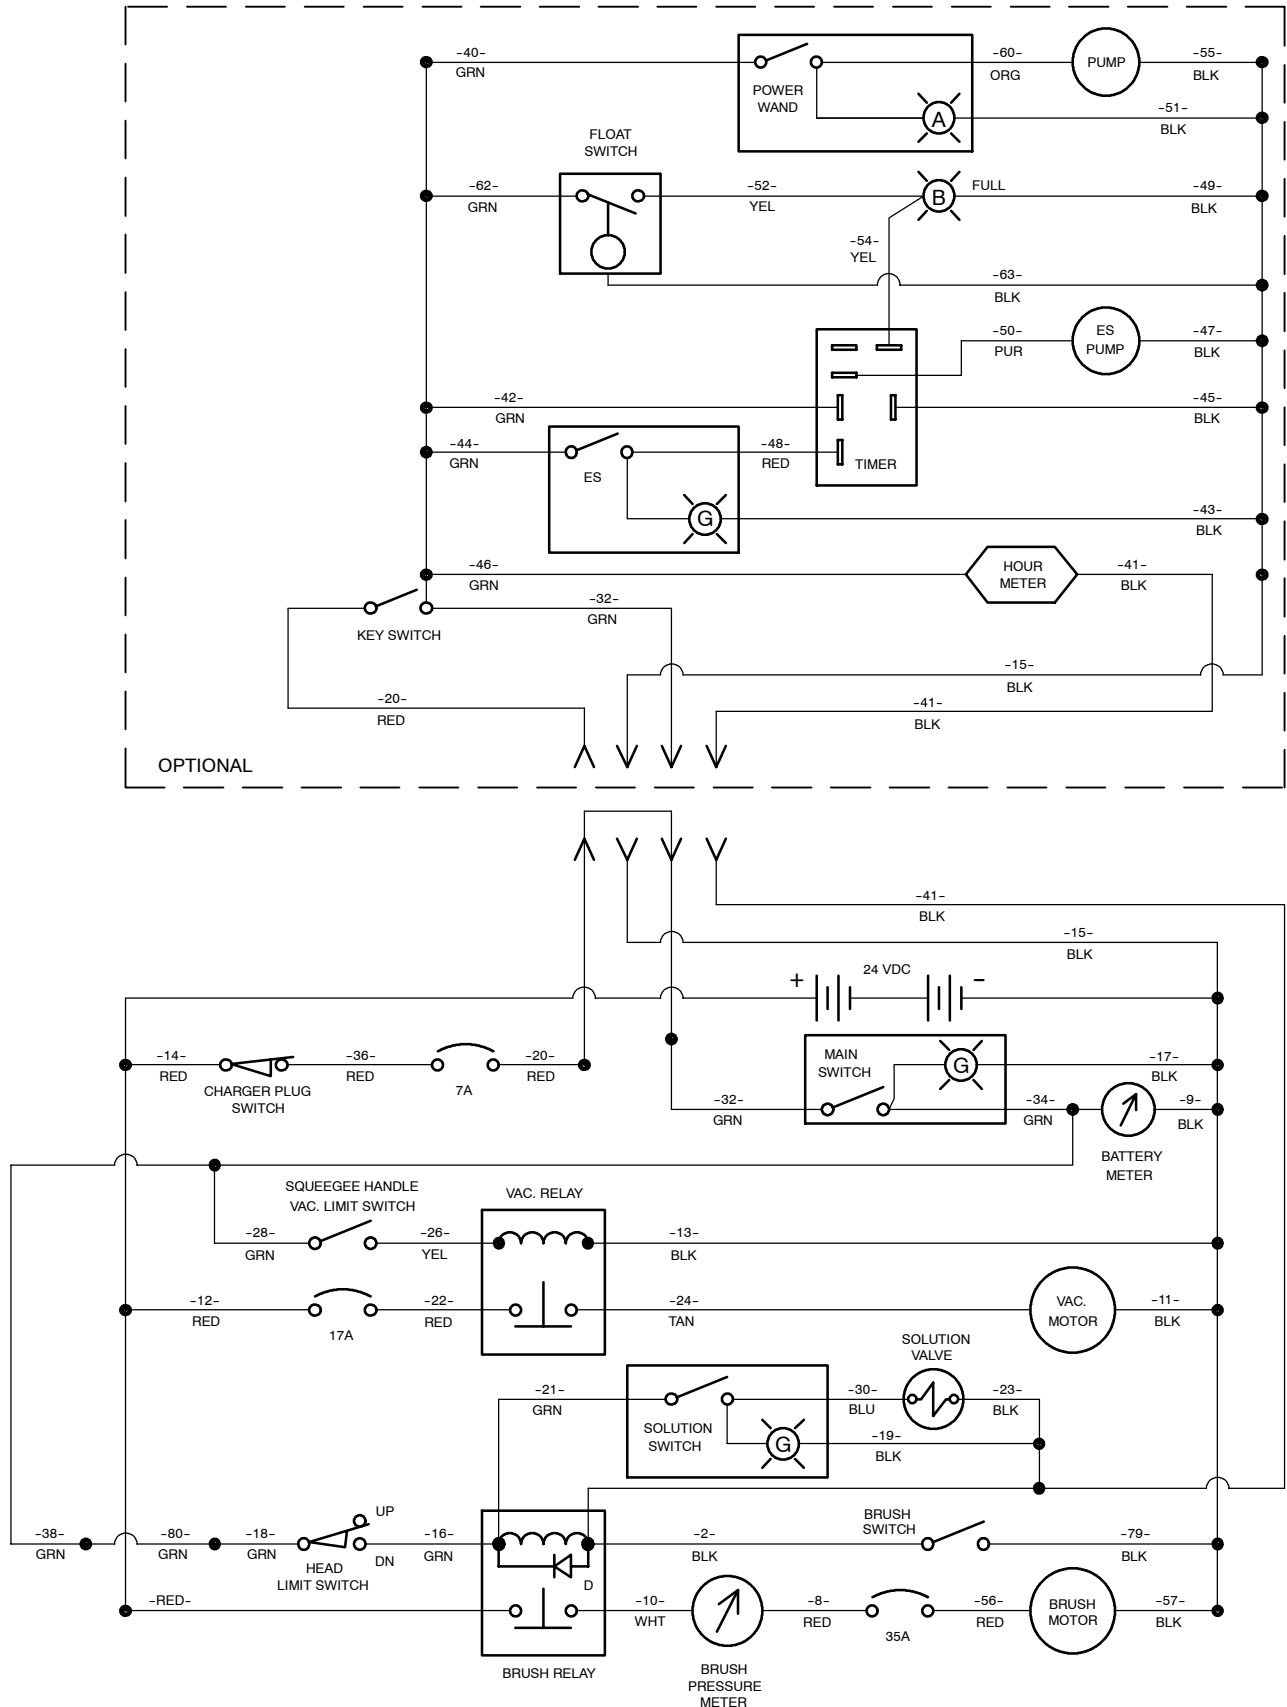 -40-
GRN
POWER
WAND
-60-
ORG
PUMP
-55-
BLK
A
-51-
BLK
FLOAT
SWITCH
-62-
GRN
-52-
YEL
B
FULL
-49-
BLK
-54-
YEL
-63-
BLK
-50-
PUR
ES
PUMP
-47-
BLK
-42-
GRN
-45-
BLK
-44-
GRN
ES
-48-
RED
TIMER
G
-43-
BLK
-46-
GRN
HOUR
METER
-41-
BLK
-32-
GRN
KEY SWITCH
-15-
BLK
-20-
RED
-41-
BLK
OPTIONAL
-41-
BLK
-15-
BLK
+
24 VDC
-
-14-
RED
CHARGER PLUG
SWITCH
-36-
RED
7A
-20-
RED
MAIN
SWITCH
G
-17-
BLK
-32-
GRN
-34-
GRN
-9-
BLK
BATTERY
METER
SQUEEGEE HANDLE
VAC. LIMIT SWITCH
VAC. RELAY
-28-
GRN
-26-
YEL
-13-
BLK
-12-
RED
17A
-22-
RED
-24-
TAN
VAC.
MOTOR
-11-
BLK
SOLUTION
VALVE
-21-
GRN
SOLUTION
SWITCH
-30-
BLU
-23-
BLK
G
-19-
BLK
-38-
GRN
-80-
GRN
-18-
GRN
UP
DN
HEAD
LIMIT SWITCH
-16-
GRN
D
-2-
BLK
BRUSH
SWITCH
-79-
BLK
-RED-
-10-
WHT
-8-
RED
35A
-56-
RED
BRUSH
MOTOR
-57-
BLK
BRUSH RELAY
BRUSH
PRESSURE
METER